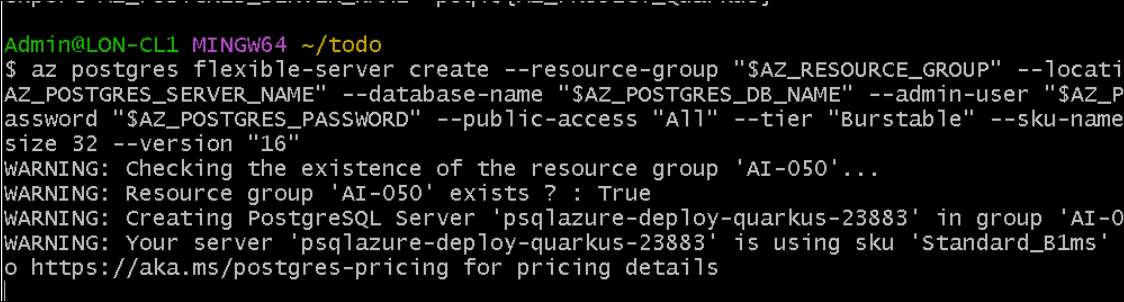 Admin@LON-CL1 MINGW64 ~/todo
$ az postgres flexible-server create --resource-group "$AZ_RESOURCE_GROUP" --locati
AZ_POSTGRES_SERVER_NAME" --database-name "$AZ_POSTGRES_DB_NAME" --admin-user "$AZ_P
assword "$AZ_POSTGRES_PASSWORD" --public-access "All" --tier "Burstable" --sku-name
size 32 --version "16"
WARNING: Checking the existence of the resource group 'AI-050'...
WARNING: Resource group 'AI-050' exists ? : True
WARNING: Creating PostgreSQL Server 'psqlazure-deploy-quarkus-23883' in group 'AI-0
WARNING: Your server 'psqlazure-deploy-quarkus-23883' is using sku 'Standard_B1ms'
o https://aka.ms/postgres-pricing for pricing details